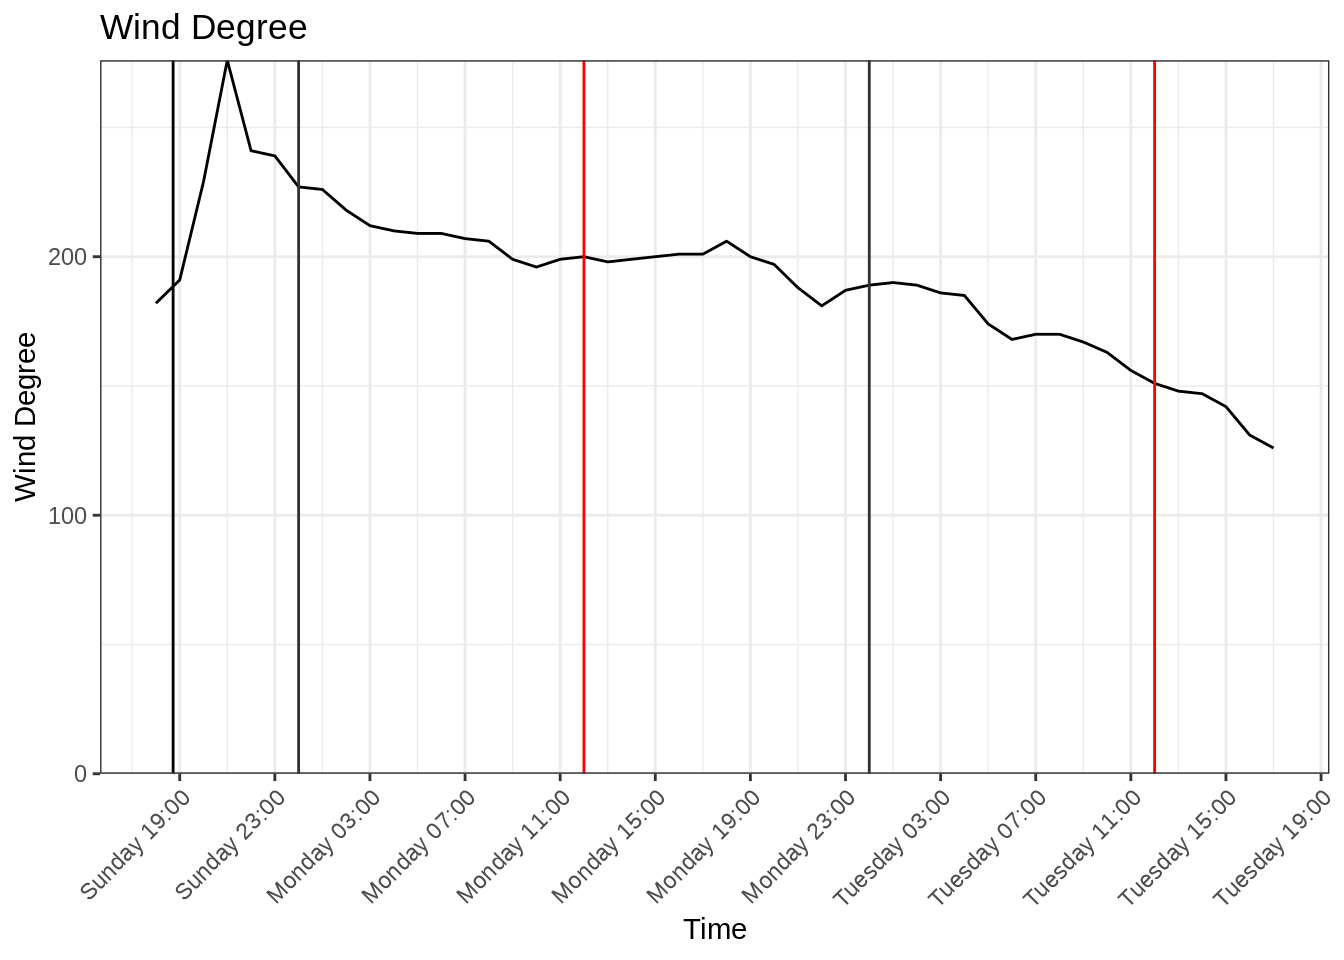 Wind Degree
Wind Degree
200
100
0
Sunday 19:00
Sunday 23:00
Monday 03:00
Monday 07:00
Monday 11:00
Monday 15:00
Monday 19:00
Monday 23:00
Tuesday 03:00
Tuesday 07:00
Tuesday 11:00
Tuesday 15:00
Tuesday 19:00
Time